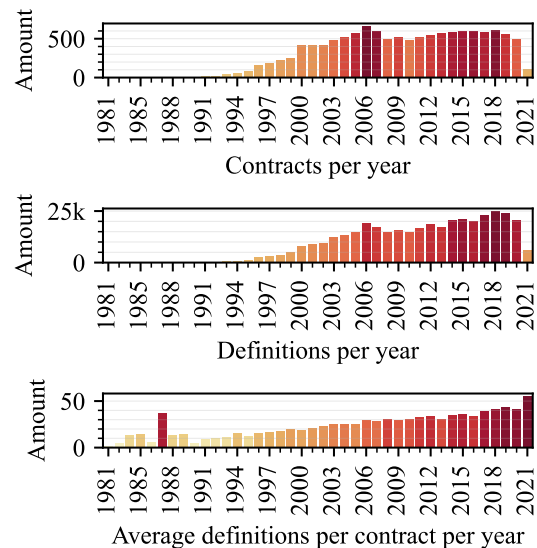 Amount
500
0
1981 1985 1988 1991 1994 1997 2000 2003 2006 2009 2012 2015 2018 2021
Contracts per year
Amount
25k
0
1981 1985 1988 1991 1994 1997 2000 2003 2006 2009 2012 2015 2018 2021
Definitions per year
Amount
50
0
1981 1985 1988 1991 1994 1997 2000 2003 2006 2009 2012 2015 2018 2021
Average definitions per contract per year